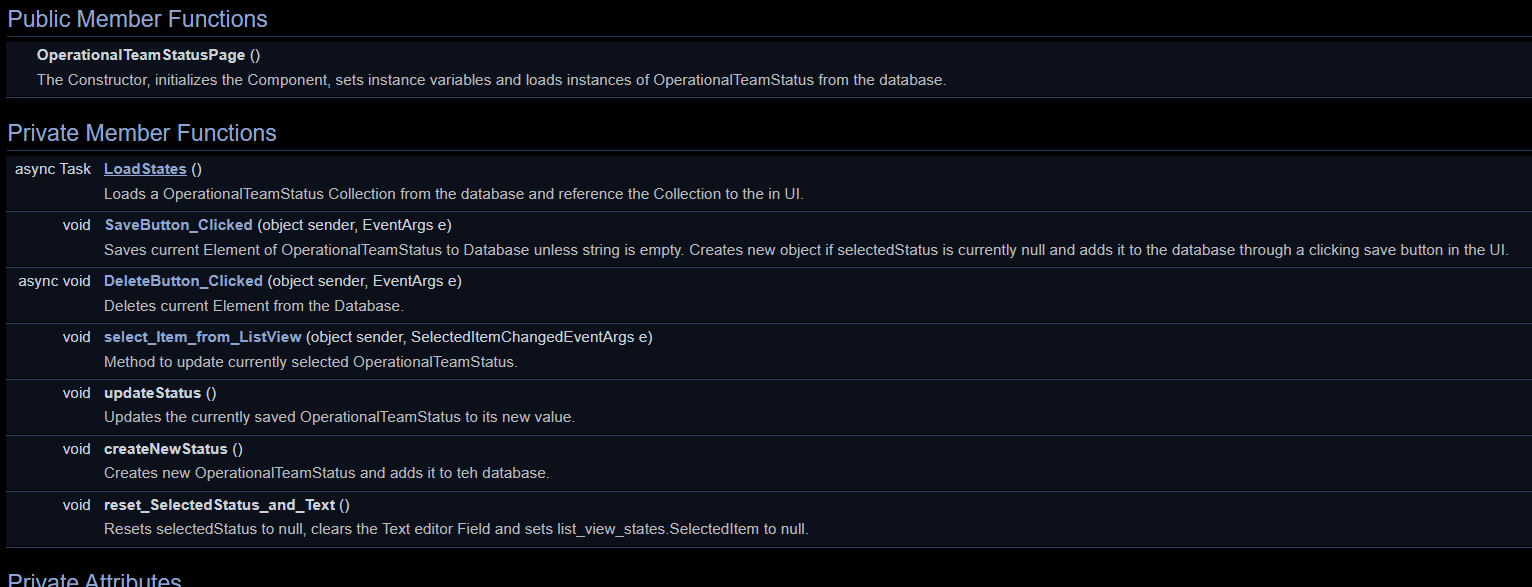 Public Member Functions
OperationalTeamStatusPage ()
The Constructor, initializes the Component, sets instance variables and loads instances of OperationalTeamStatus from the database.
Private Member Functions
async Task LoadStates ()
Loads a OperationalTeamStatus Collection from the database and reference the Collection to the in UI.
void SaveButton_Clicked (object sender, EventArgs e)
Saves current Element of OperationalTeamStatus to Database unless string is empty. Creates new object if selectedStatus is currently null and adds it to the database through a clicking save button in the UI.
async void DeleteButton_Clicked (object sender, EventArgs e)
Deletes current Element from the Database.
void select_Item_from_ListView (object sender, SelectedItemChangedEventArgs e)
Method to update currently selected OperationalTeamStatus.
void updateStatus ()
Updates the currently saved OperationalTeamStatus to its new value.
void createNewStatus ()
Creates new OperationalTeamStatus and adds it to teh database.
void reset_SelectedStatus_and_Text ()
Resets selectedStatus to null, clears the Text editor Field and sets list_view_states.SelectedItem to null.
Private Attributes